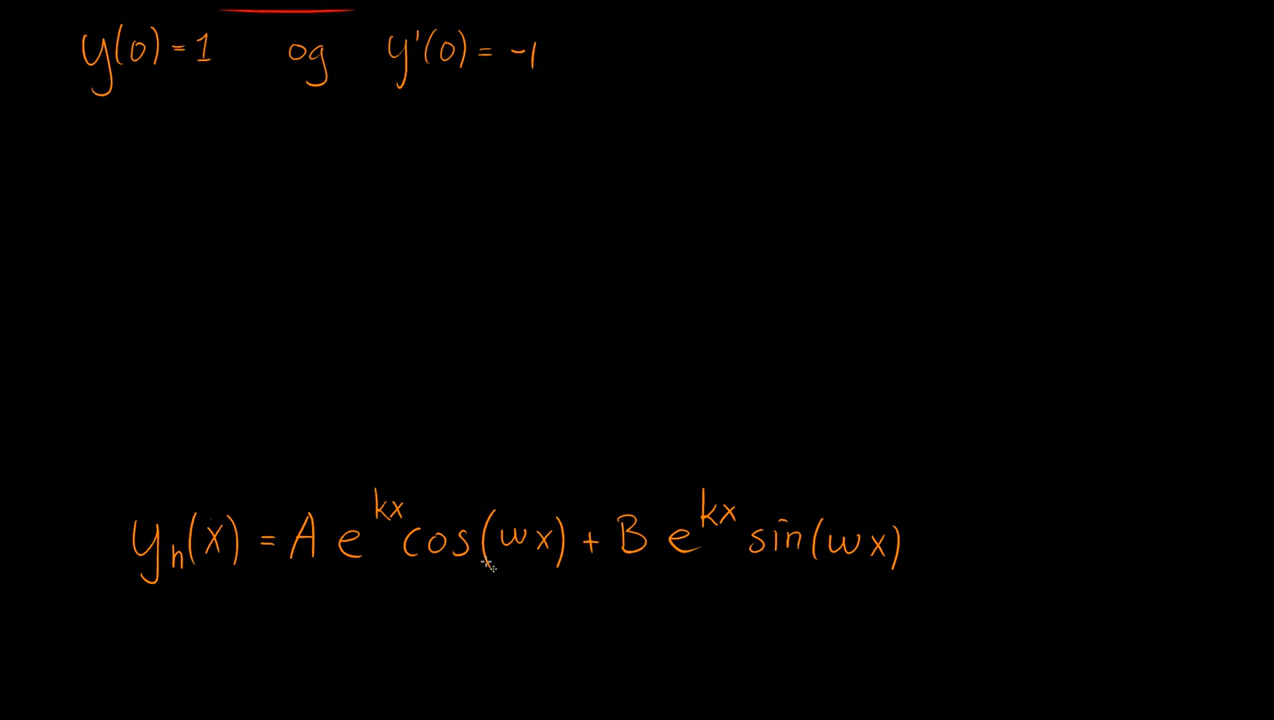 y(0) = 1 og y'(0) = -1
y_h(x) = A e^{kx} cos(wx) + B e^{kx} sin(wx)